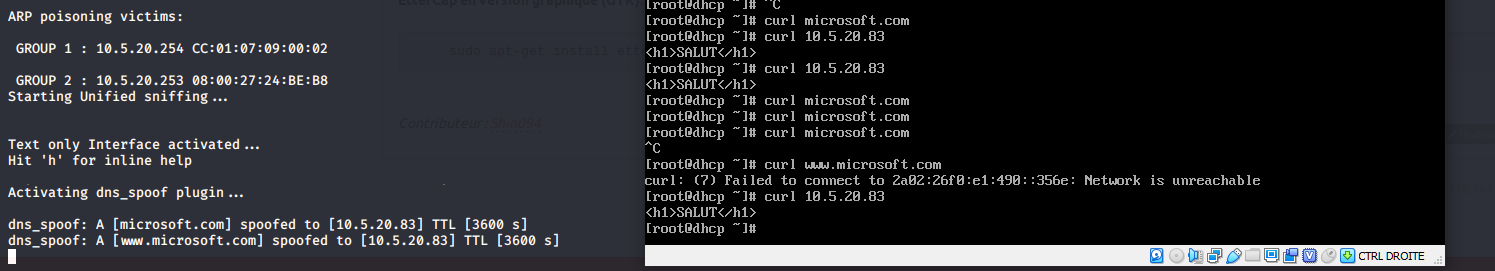 ARP poisoning victims:
GROUP 1 : 10.5.20.254 CC:01:07:09:00:02
GROUP 2 : 10.5.20.253 08:00:27:24:BE:B8
Starting Unified sniffing...
Text only Interface activated...
Hit 'h' for inline help
Activating dns_spoof plugin...
dns_spoof: A [microsoft.com] spoofed to [10.5.20.83] TTL [3600 s]
dns_spoof: A [www.microsoft.com] spoofed to [10.5.20.83] TTL [3600 s]
EtterCap en version graphique (GTK)
sudo apt-get install ett
Contributeur:
[root@dhcp ~]# ^C
[root@dhcp ~]# curl microsoft.com
[root@dhcp ~]# curl 10.5.20.83
<h1>SALUT</h1>
[root@dhcp ~]# curl 10.5.20.83
<h1>SALUT</h1>
[root@dhcp ~]# curl microsoft.com
[root@dhcp ~]# curl microsoft.com
[root@dhcp ~]# curl microsoft.com
^C
[root@dhcp ~]# curl www.microsoft.com
curl: (7) Failed to connect to 2a02:26f0:e1:490::356e: Network is unreachable
[root@dhcp ~]# curl 10.5.20.83
<h1>SALUT</h1>
[root@dhcp ~]#
CTRL DROITE